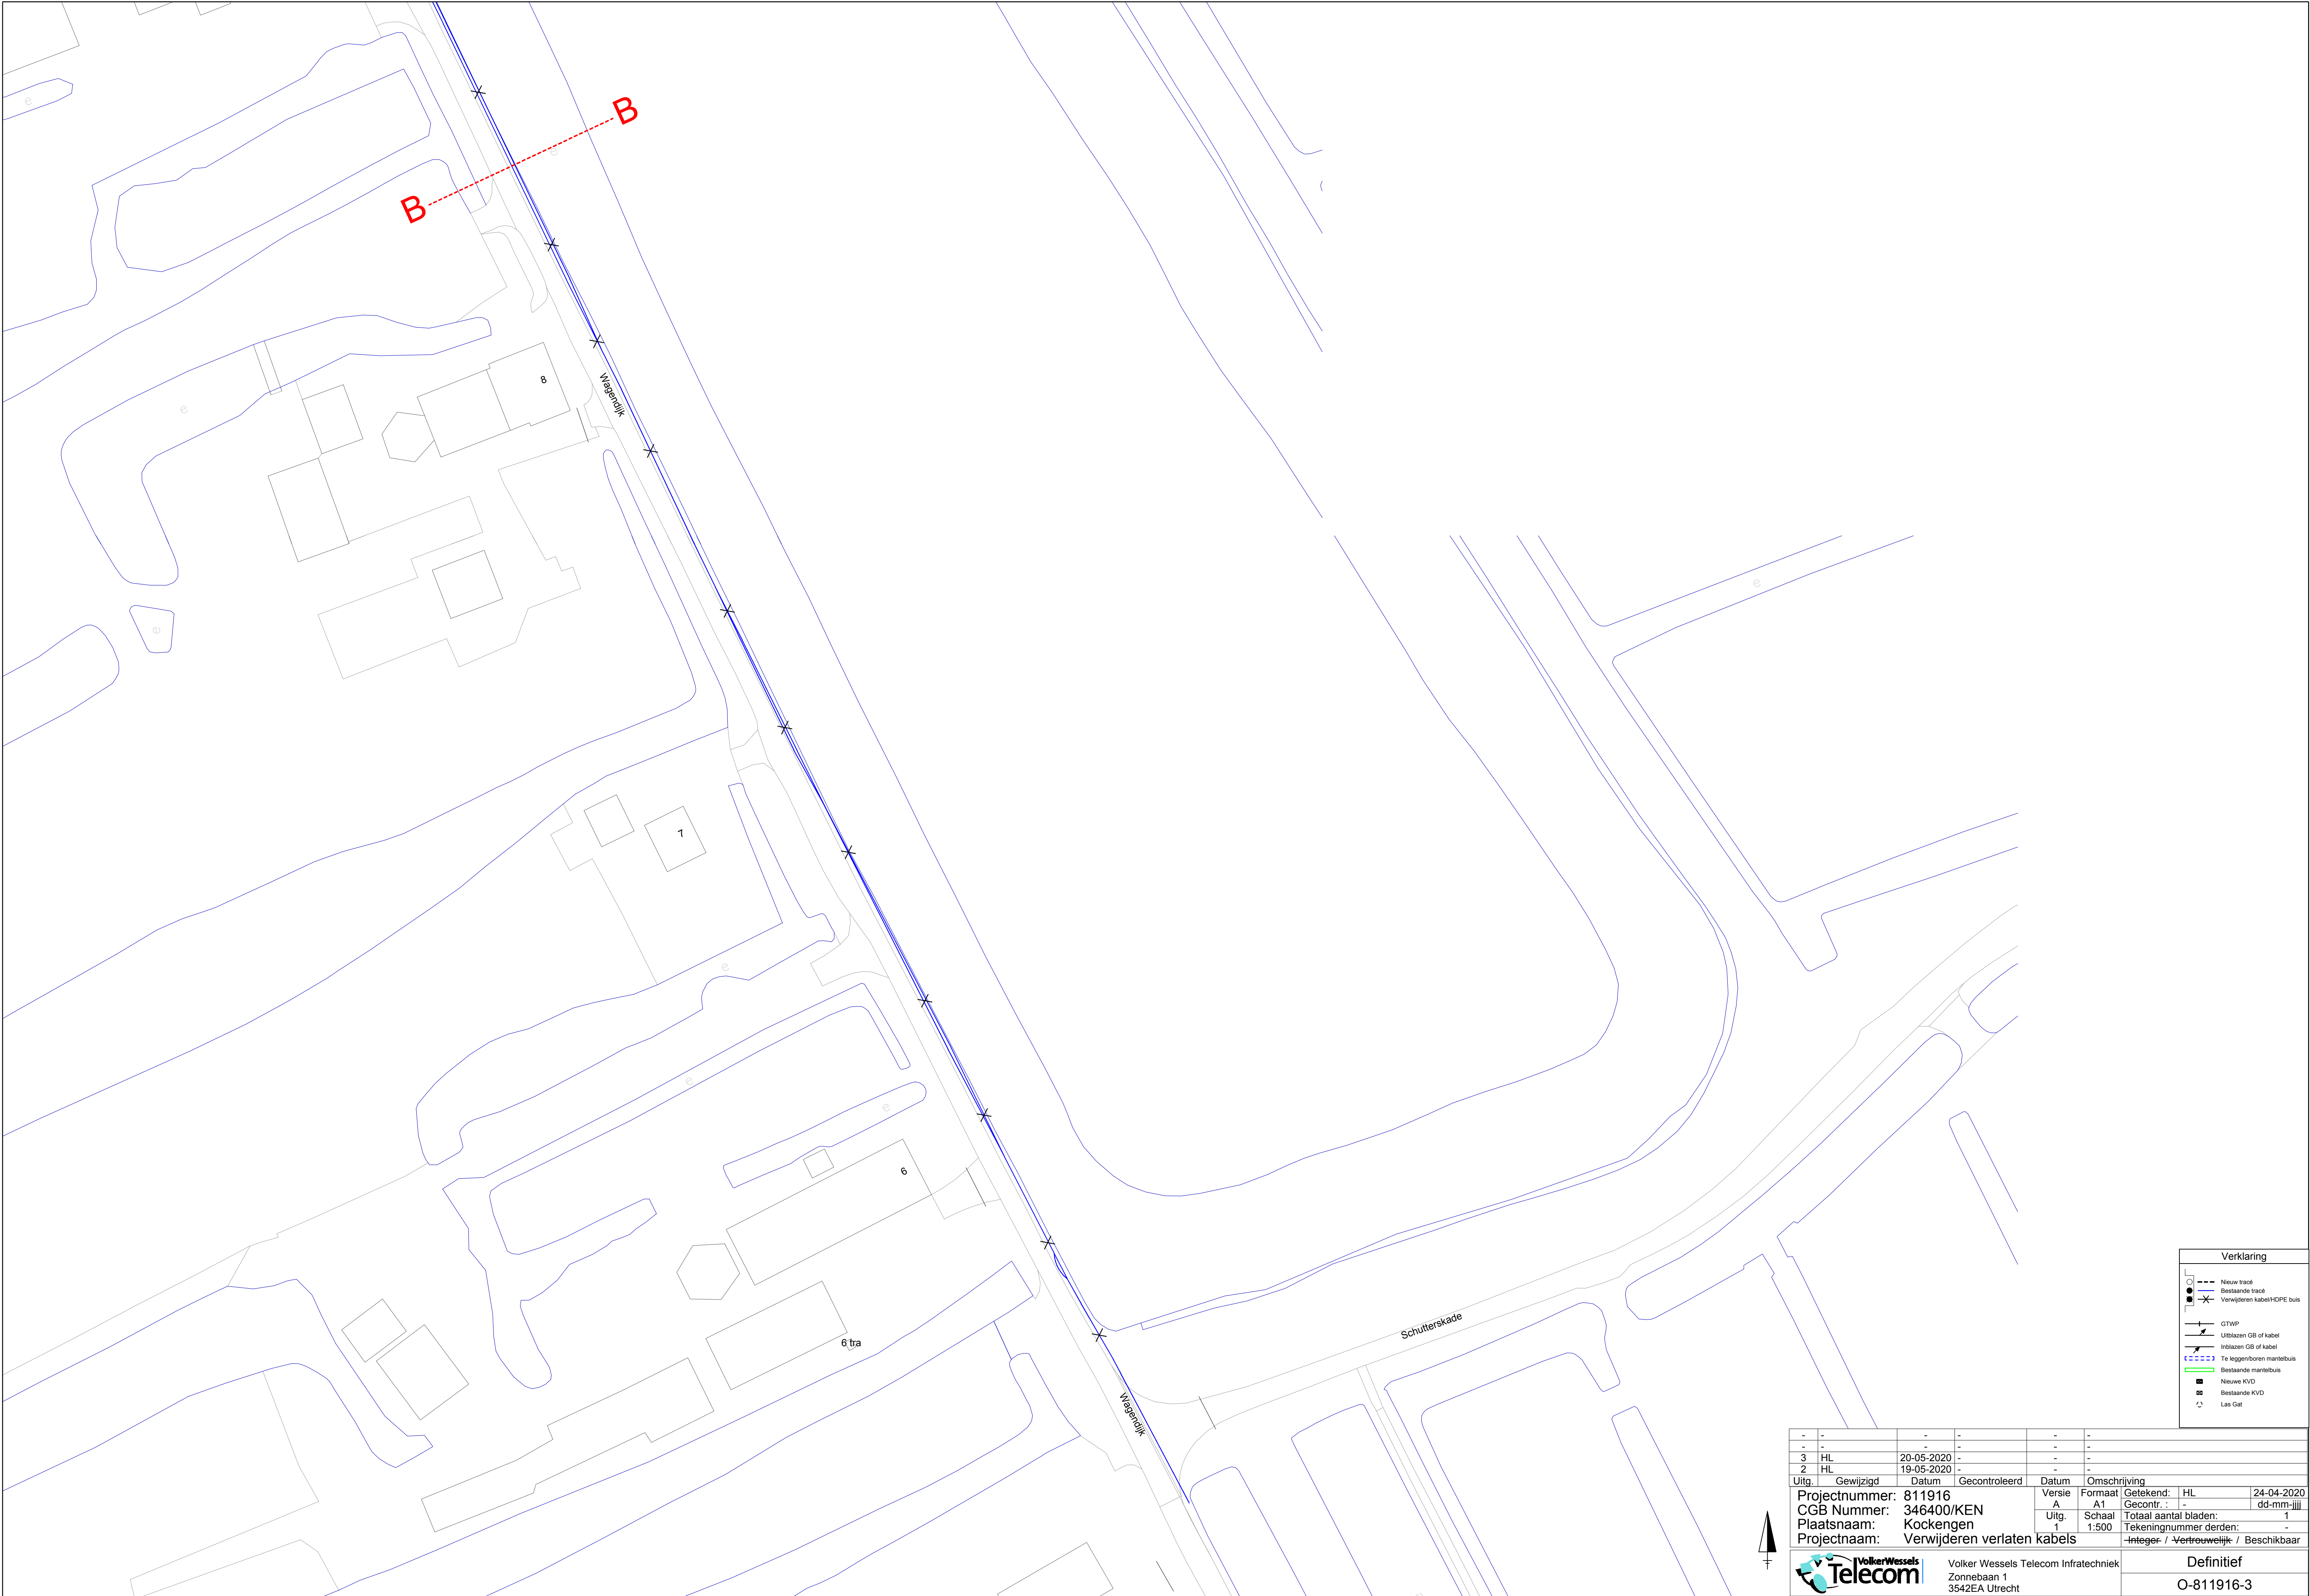 B
B
e
e
8
Wagendijk
e
e
e
7
e
e
e
6
6 tra
Schutterskade
Wagendijk
Verklaring
Nieuw tracé
Bestaande tracé
Verwijderen kabel/HDPE buis
GTWP
Uitblazen GB of kabel
Inblazen GB of kabel
Te leggen/boren mantelbuis
Bestaande mantelbuis
Nieuwe KVD
Bestaande KVD
Las Gat
- - - - - -
- - - - - -
3 HL 20-05-2020 - - -
2 HL 19-05-2020 - - -
Uitg. Gewijzigd Datum Gecontroleerd Datum Omschrijving
Projectnummer: 811916
CGB Nummer: 346400/KEN
Plaatsnaam: Kockengen
Projectnaam: Verwijderen verlaten kabels
Versie Formaat Getekend: HL 24-04-2020
A A1 Gecontr. : - dd-mm-jjjj
Uitg. Schaal Totaal aantal bladen: 1
1 1:500 Tekeningnummer derden: -
Integer / Vertrouwelijk / Beschikbaar
VolkerWessels
Telecom
Volker Wessels Telecom Infratechniek
Zonnebaan 1
3542EA Utrecht
Definitief
O-811916-3